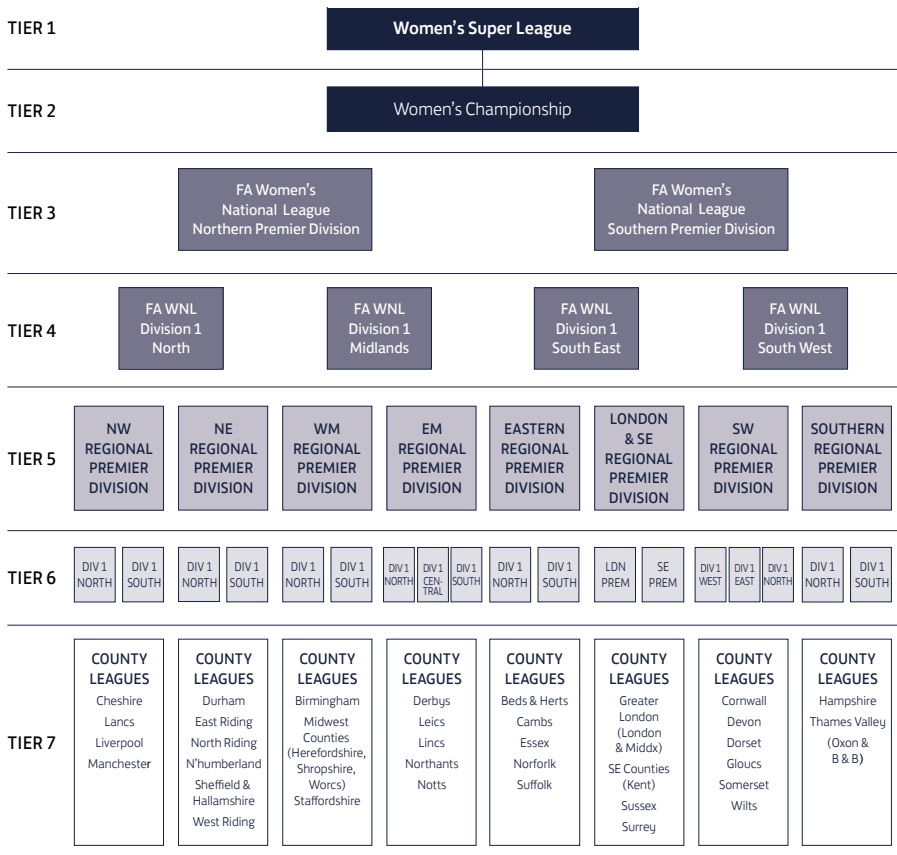 TIER 1
Women's Super League
TIER 2
Women's Championship
TIER 3
FA Women's
National League
Northern Premier Division
FA Women's
National League
Southern Premier Division
TIER 4
FA WNL
Division 1
North
FA WNL
Division 1
Midlands
FA WNL
Division 1
South East
FA WNL
Division 1
South West
TIER 5
NW
REGIONAL
PREMIER
DIVISION
NE
REGIONAL
PREMIER
DIVISION
WM
REGIONAL
PREMIER
DIVISION
EM
REGIONAL
PREMIER
DIVISION
EASTERN
REGIONAL
PREMIER
DIVISION
LONDON
& SE
REGIONAL
PREMIER
DIVISION
SW
REGIONAL
PREMIER
DIVISION
SOUTHERN
REGIONAL
PREMIER
DIVISION
TIER 6
DIV 1
NORTH
DIV 1
SOUTH
DIV 1
NORTH
DIV 1
SOUTH
DIV 1
NORTH
DIV 1
SOUTH
DIV 1
NORTH
DIV 1
CEN-
TRAL
DIV 1
SOUTH
DIV 1
NORTH
DIV 1
SOUTH
LDN
PREM
SE
PREM
DIV 1
WEST
DIV 1
EAST
DIV 1
NORTH
DIV 1
NORTH
DIV 1
SOUTH
TIER 7
COUNTY
LEAGUES
Cheshire
Lancs
Liverpool
Manchester
COUNTY
LEAGUES
Durham
East Riding
North Riding
N'humberland
Sheffield &
Hallamshire
West Riding
COUNTY
LEAGUES
Birmingham
Midwest
Counties
(Herefordshire,
Shropshire,
Worcs)
Staffordshire
COUNTY
LEAGUES
Derbys
Leics
Lincs
Northants
Notts
COUNTY
LEAGUES
Beds & Herts
Cambs
Essex
Norforlk
Suffolk
COUNTY
LEAGUES
Greater
London
(London
& Middx)
SE Counties
(Kent)
Sussex
Surrey
COUNTY
LEAGUES
Cornwall
Devon
Dorset
Gloucs
Somerset
Wilts
COUNTY
LEAGUES
Hampshire
Thames Valley
(Oxon &
B & B)